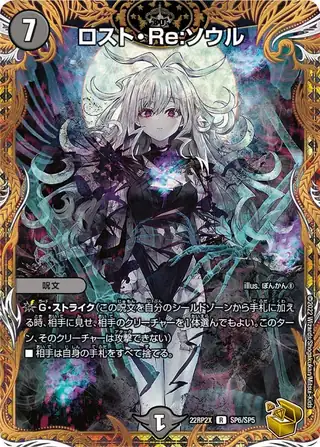 7
ロスト・Re:ソウル
呪文
illus. ぽんかん⑧
G・ストライク(この呪文を自分のシールドゾーンから手札に加え
る時、相手に見せ、相手のクリーチャーを1体選んでもよい。このター
ン、そのクリーチャーは攻撃できない)
■ 相手は自身の手札をすべて捨てる。
1
22RP2X R SP6/SP5